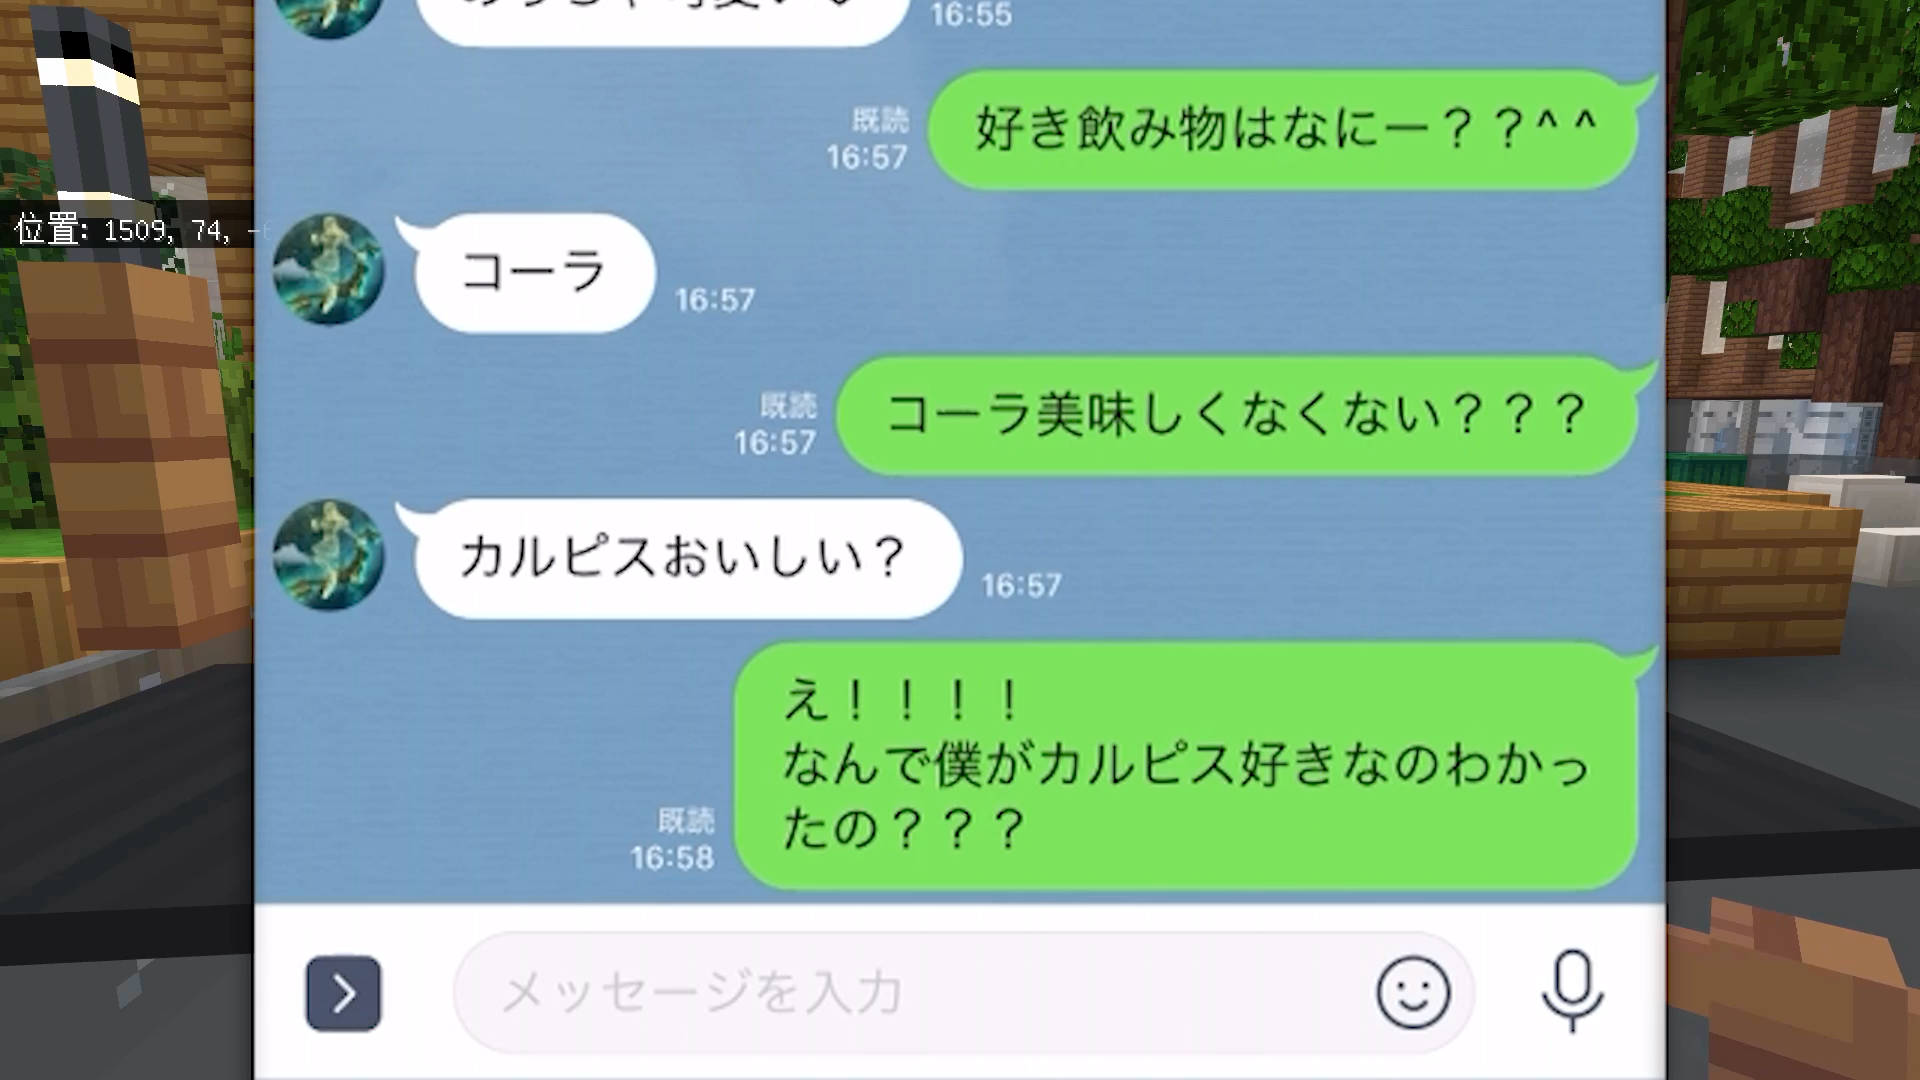 16:55
好き飲み物はなにー？？^ ^
既読
16:57
位置: 1509, 74,
コーラ
16:57
コーラ美味しくなくない？？？
既読
16:57
カルピスおいしい？
16:57
え！！！！
なんで僕がカルピス好きなのわかっ
たの？？？
既読
16:58
メッセージを入力